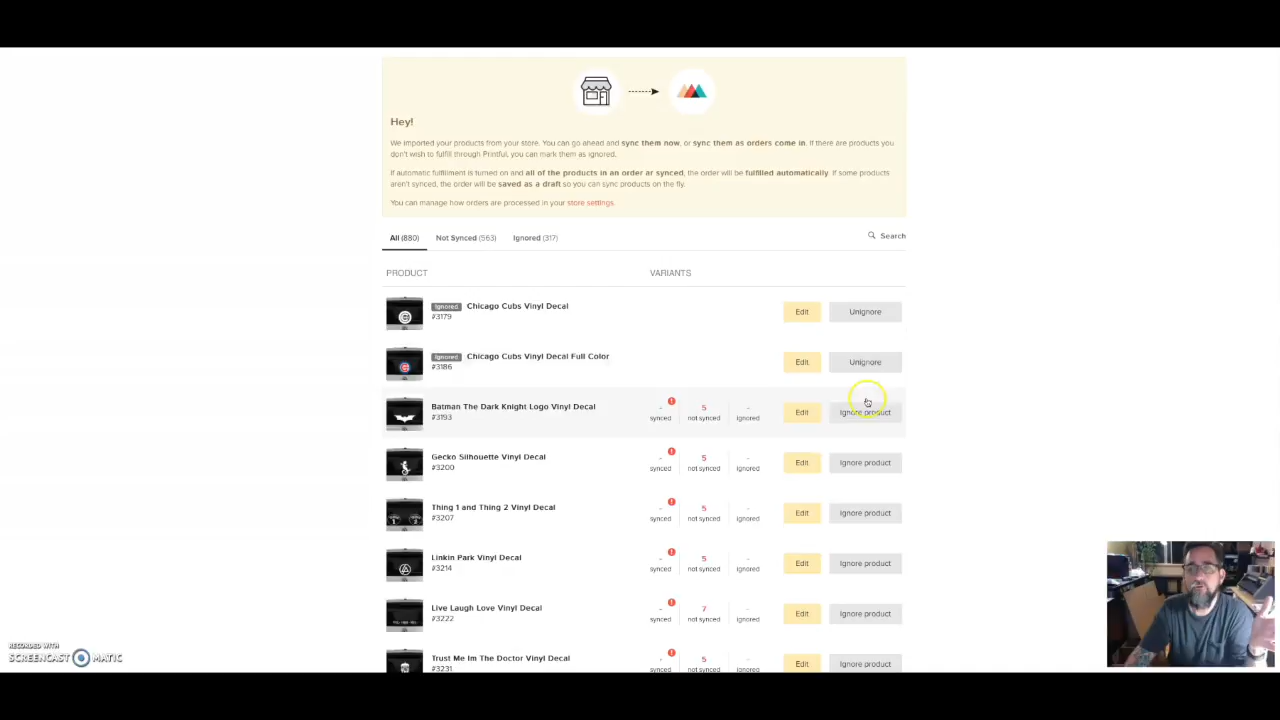 Hey!
We imported your products from your store. You can go ahead and sync them now, or sync them as orders come in. If there are products you
don't wish to fulfill through Printful, you can mark them as ignored.
If automatic fulfillment is turned on and all of the products in an order ar synced, the order will be fulfilled automatically. If some products
aren't synced, the order will be saved as a draft so you can sync products on the fly.
You can manage how orders are processed in your store settings.
All (880) Not Synced (563) Ignored (317) Search
PRODUCT VARIANTS
Ignored Chicago Cubs Vinyl Decal Edit Unignore
#3179
Ignored Chicago Cubs Vinyl Decal Full Color Edit Unignore
#3186
Batman The Dark Knight Logo Vinyl Decal - ! 5 - Edit Ignore product
#3193 synced not synced ignored
Gecko Silhouette Vinyl Decal - ! 5 - Edit Ignore product
#3200 synced not synced ignored
Thing 1 and Thing 2 Vinyl Decal - ! 5 - Edit Ignore product
#3207 synced not synced ignored
Linkin Park Vinyl Decal - ! 5 - Edit Ignore product
#3214 synced not synced ignored
Live Laugh Love Vinyl Decal - ! 7 - Edit Ignore product
#3222 synced not synced ignored
Trust Me Im The Doctor Vinyl Decal - ! 5 - Edit Ignore product
#3231 synced not synced ignored
RECORDED WITH
SCREENCAST MATIC